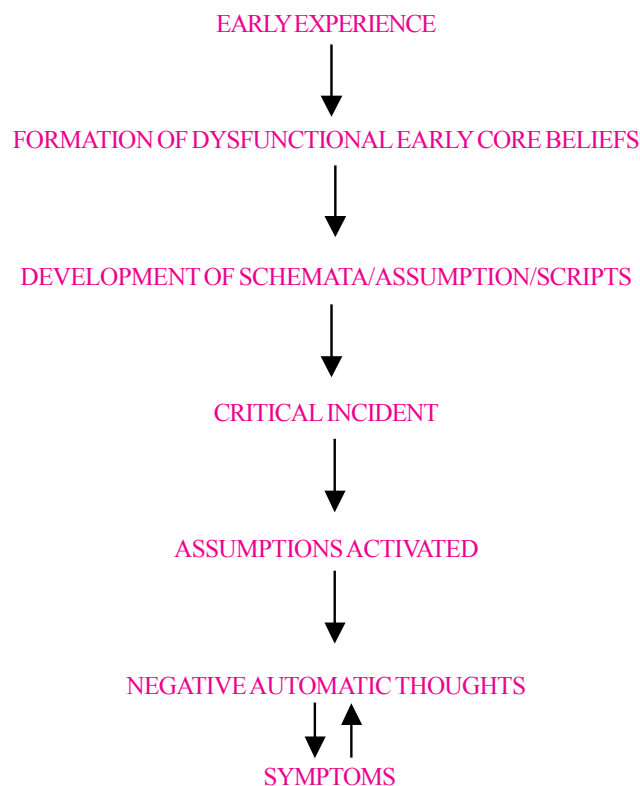 EARLY EXPERIENCE
FORMATION OF DYSFUNCTIONAL EARLY CORE BELIEFS
DEVELOPMENT OF SCHEMATA/ASSUMPTION/SCRIPTS
CRITICAL INCIDENT
ASSUMPTIONS ACTIVATED
NEGATIVE AUTOMATIC THOUGHTS
SYMPTOMS